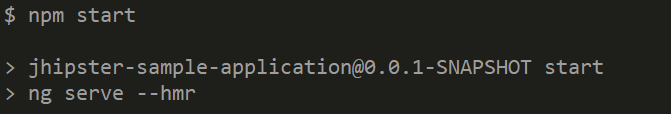 $ npm start
> jhipster-sample-application@0.0.1-SNAPSHOT start
> ng serve --hmr